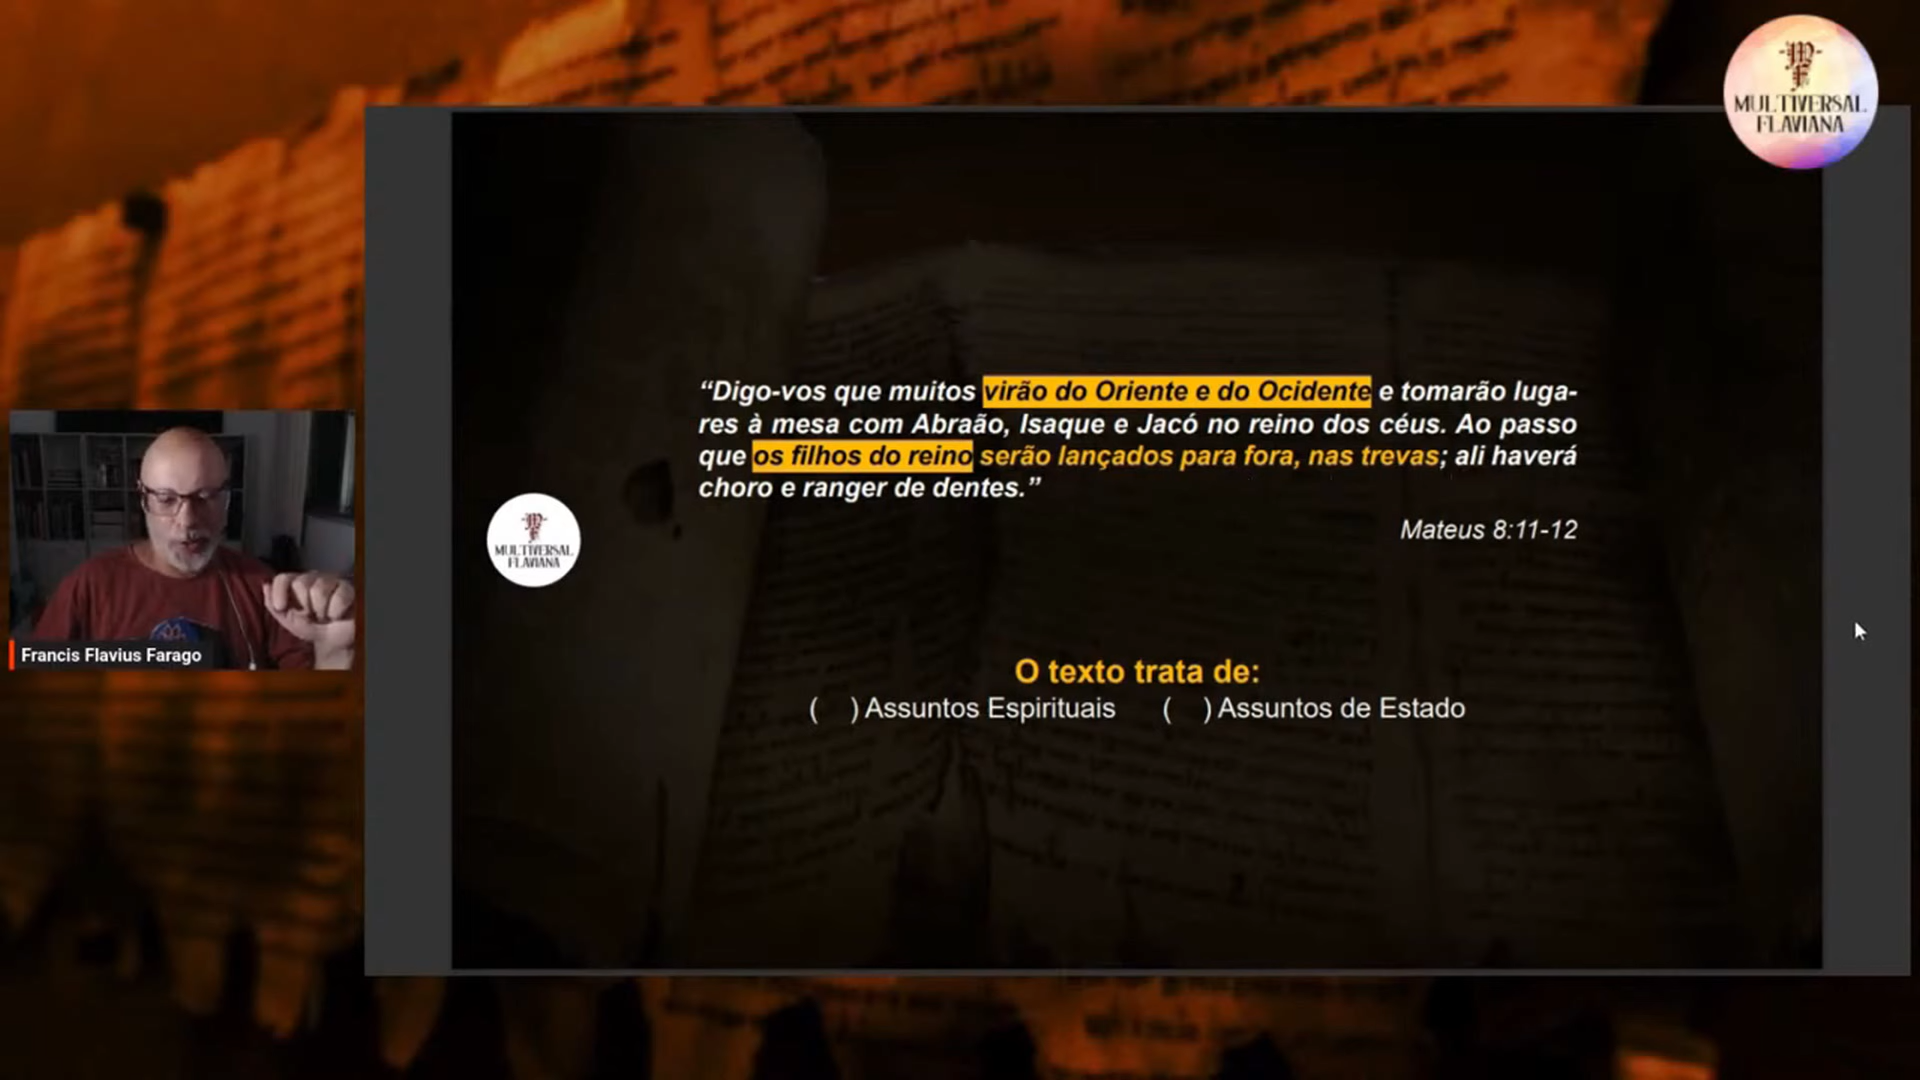 MULTIVERSAL
FLAVIANA
“Digo-vos que muitos virão do Oriente e do Ocidente e tomarão luga-
res à mesa com Abraão, Isaque e Jacó no reino dos céus. Ao passo
que os filhos do reino serão lançados para fora, nas trevas; ali haverá
choro e ranger de dentes.”
Mateus 8:11-12
MULTIVERSAL
FLAVIANA
Francis Flavius Farago
O texto trata de:
( ) Assuntos Espirituais ( ) Assuntos de Estado